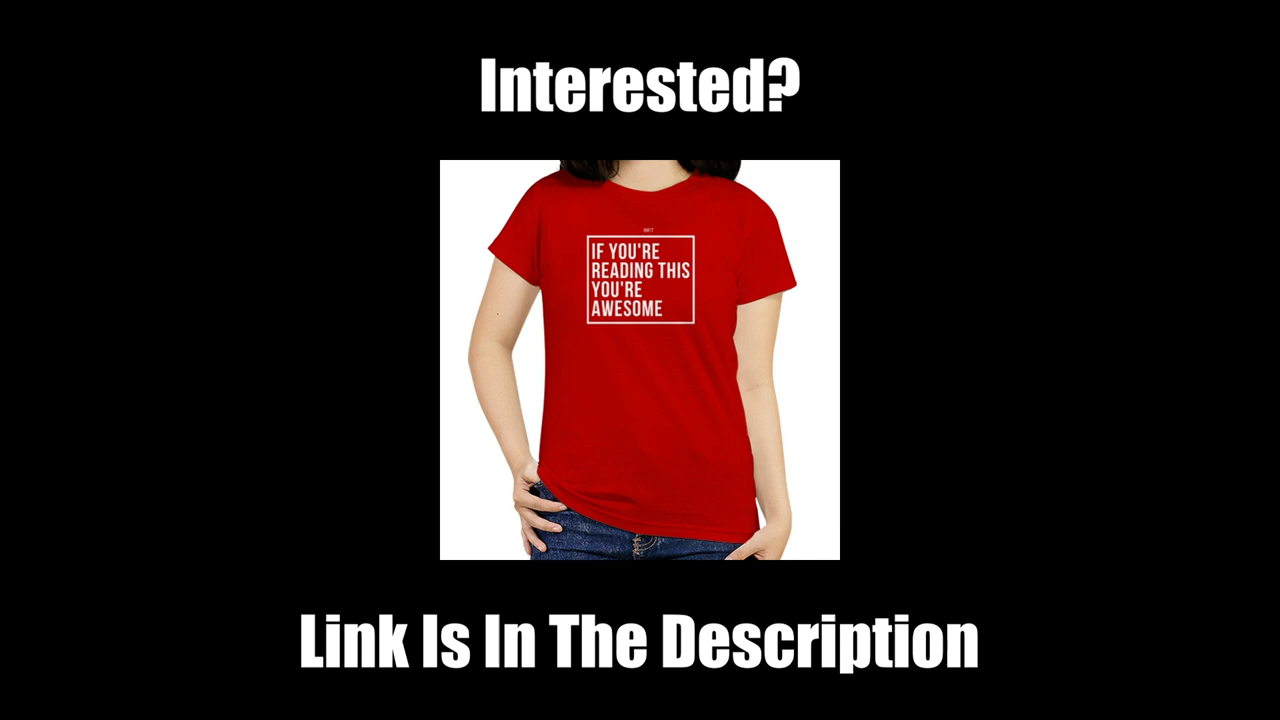 Interested?
IF YOU'RE
READING THIS
YOU'RE
AWESOME
Link Is In The Description